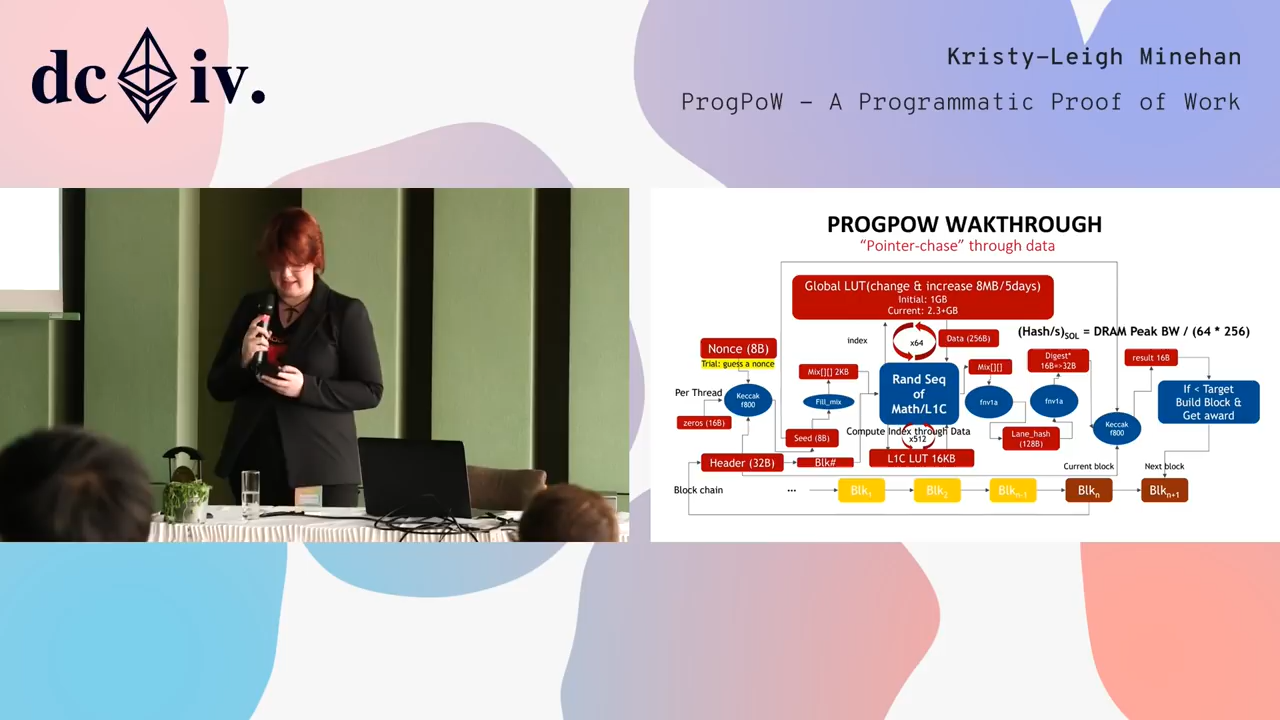 dc iv.
Kristy-Leigh Minehan
ProgPoW - A Programmatic Proof of Work
PROGPOW WAKTHROUGH
“Pointer-chase” through data
Global LUT(change & increase 8MB/5days)
Initial: 1GB
Current: 2.3+GB
(Hash/s)SOL = DRAM Peak BW / (64 * 256)
index
x64
Data (256B)
Nonce (8B)
Trial: guess a nonce
Mix[][] 2KB
Mix[][]
Digest*
16B=>32B
result 16B
Per Thread
Keccak
f800
Fill_mix
Rand Seq
of
Math/L1C
fnv1a
fnv1a
If < Target
Build Block &
Get award
zeros (16B)
Seed (8B)
Compute Index through Data
x512
Lane_hash
(128B)
Keccak
f800
Header (32B)
Blk#
L1C LUT 16KB
Current block
Next block
Block chain
...
Blk1
Blk2
Blkn-1
Blkn
Blkn+1